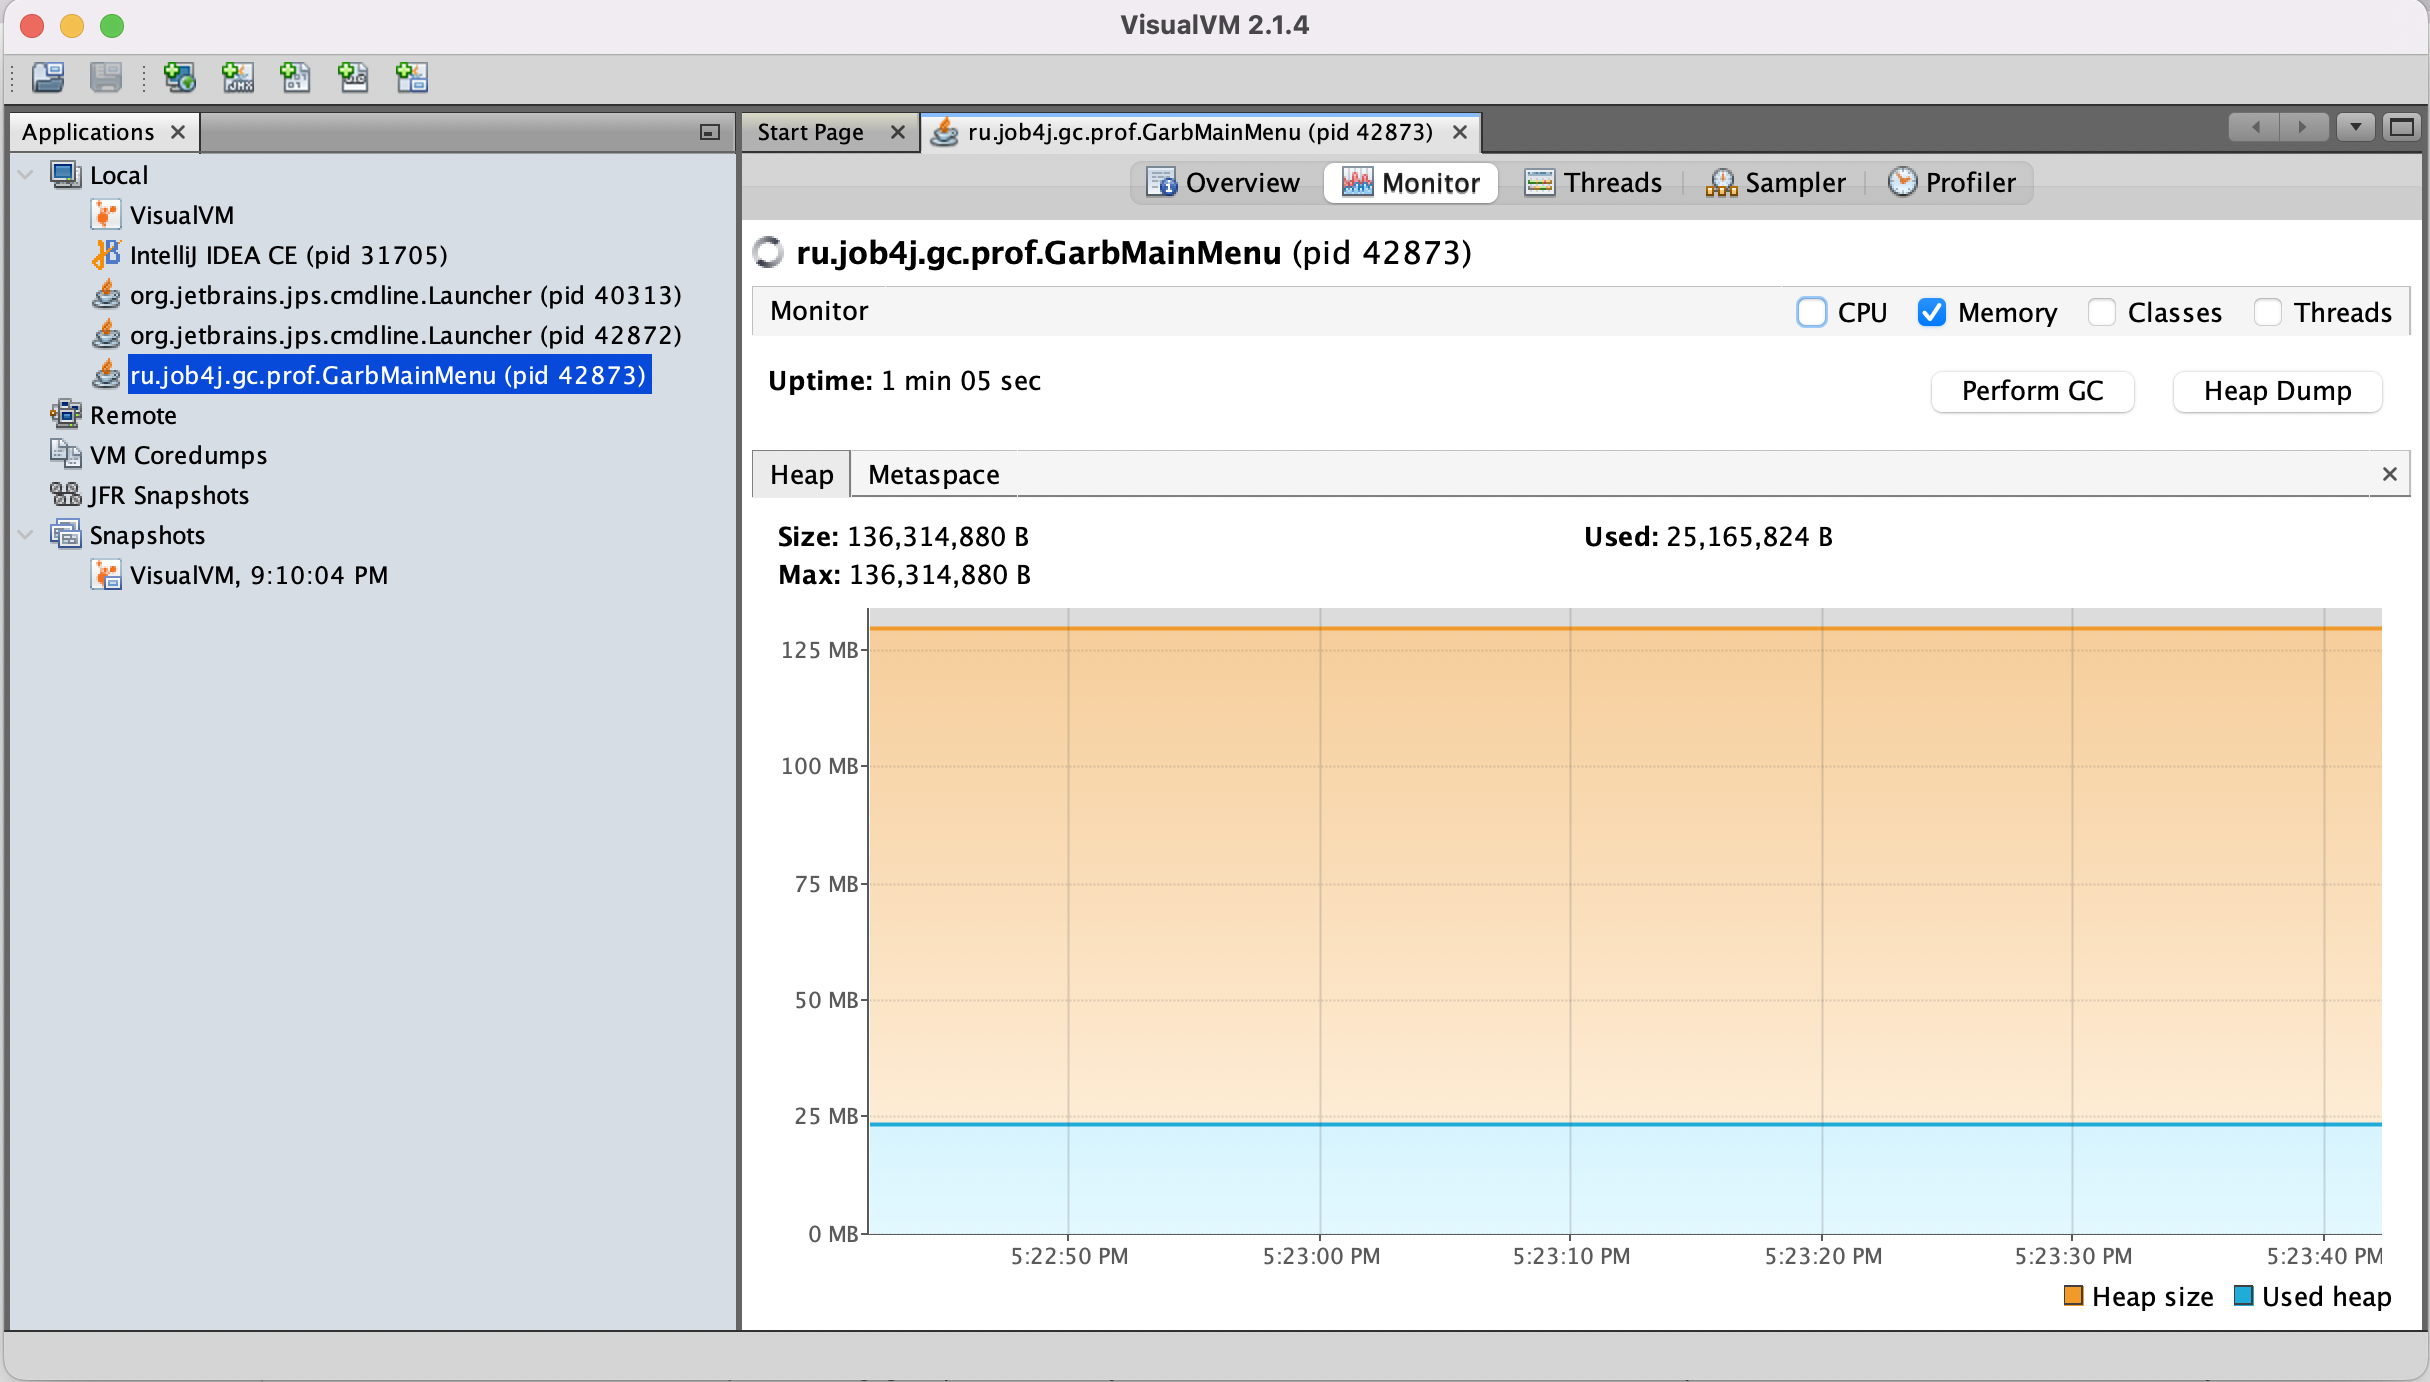 VisualVM 2.1.4
Applications
Local
VisualVM
IntelliJ IDEA CE (pid 31705)
org.jetbrains.jps.cmdline.Launcher (pid 40313)
org.jetbrains.jps.cmdline.Launcher (pid 42872)
ru.job4j.gc.prof.GarbMainMenu (pid 42873)
Remote
VM Coredumps
JFR Snapshots
Snapshots
VisualVM, 9:10:04 PM
Start Page
ru.job4j.gc.prof.GarbMainMenu (pid 42873)
Overview Monitor Threads Sampler Profiler
ru.job4j.gc.prof.GarbMainMenu (pid 42873)
Monitor
CPU Memory Classes Threads
Uptime: 1 min 05 sec
Perform GC Heap Dump
Heap Metaspace
Size: 136,314,880 B
Used: 25,165,824 B
Max: 136,314,880 B
125 MB
100 MB
75 MB
50 MB
25 MB
0 MB
5:22:50 PM 5:23:00 PM 5:23:10 PM 5:23:20 PM 5:23:30 PM 5:23:40 PM
Heap size Used heap